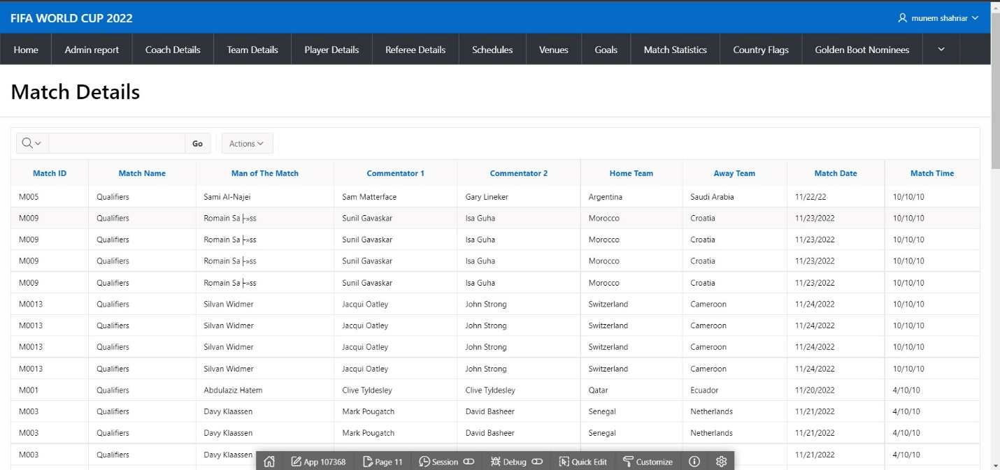 FIFA WORLD CUP 2022 munem shahriar
Home Admin report Coach Details Team Details Player Details Referee Details Schedules Venues Goals Match Statistics Country Flags Golden Boot Nominees
Match Details
Go Actions
Match ID Match Name Man of The Match Commentator 1 Commentator 2 Home Team Away Team Match Date Match Time
M005 Qualifiers Sami Al-Najei Sam Matterface Gary Lineker Argentina Saudi Arabia 11/22/22 10/10/10
M009 Qualifiers Romain Sa├»ss Sunil Gavaskar Isa Guha Morocco Croatia 11/23/2022 10/10/10
M009 Qualifiers Romain Sa├»ss Sunil Gavaskar Isa Guha Morocco Croatia 11/23/2022 10/10/10
M009 Qualifiers Romain Sa├»ss Sunil Gavaskar Isa Guha Morocco Croatia 11/23/2022 10/10/10
M009 Qualifiers Romain Sa├»ss Sunil Gavaskar Isa Guha Morocco Croatia 11/23/2022 10/10/10
M0013 Qualifiers Silvan Widmer Jacqui Oatley John Strong Switzerland Cameroon 11/24/2022 10/10/10
M0013 Qualifiers Silvan Widmer Jacqui Oatley John Strong Switzerland Cameroon 11/24/2022 10/10/10
M0013 Qualifiers Silvan Widmer Jacqui Oatley John Strong Switzerland Cameroon 11/24/2022 10/10/10
M0013 Qualifiers Silvan Widmer Jacqui Oatley John Strong Switzerland Cameroon 11/24/2022 10/10/10
M001 Qualifiers Abdulaziz Hatem Clive Tyldesley Clive Tyldesley Qatar Ecuador 11/20/2022 4/10/10
M003 Qualifiers Davy Klaassen Mark Pougatch David Basheer Senegal Netherlands 11/21/2022 4/10/10
M003 Qualifiers Davy Klaassen Mark Pougatch David Basheer Senegal Netherlands 11/21/2022 4/10/10
M003 Qualifiers Davy Klaassen 11/21/2022 4/10/10
App 107368 Page 11 Session Debug Quick Edit Customize